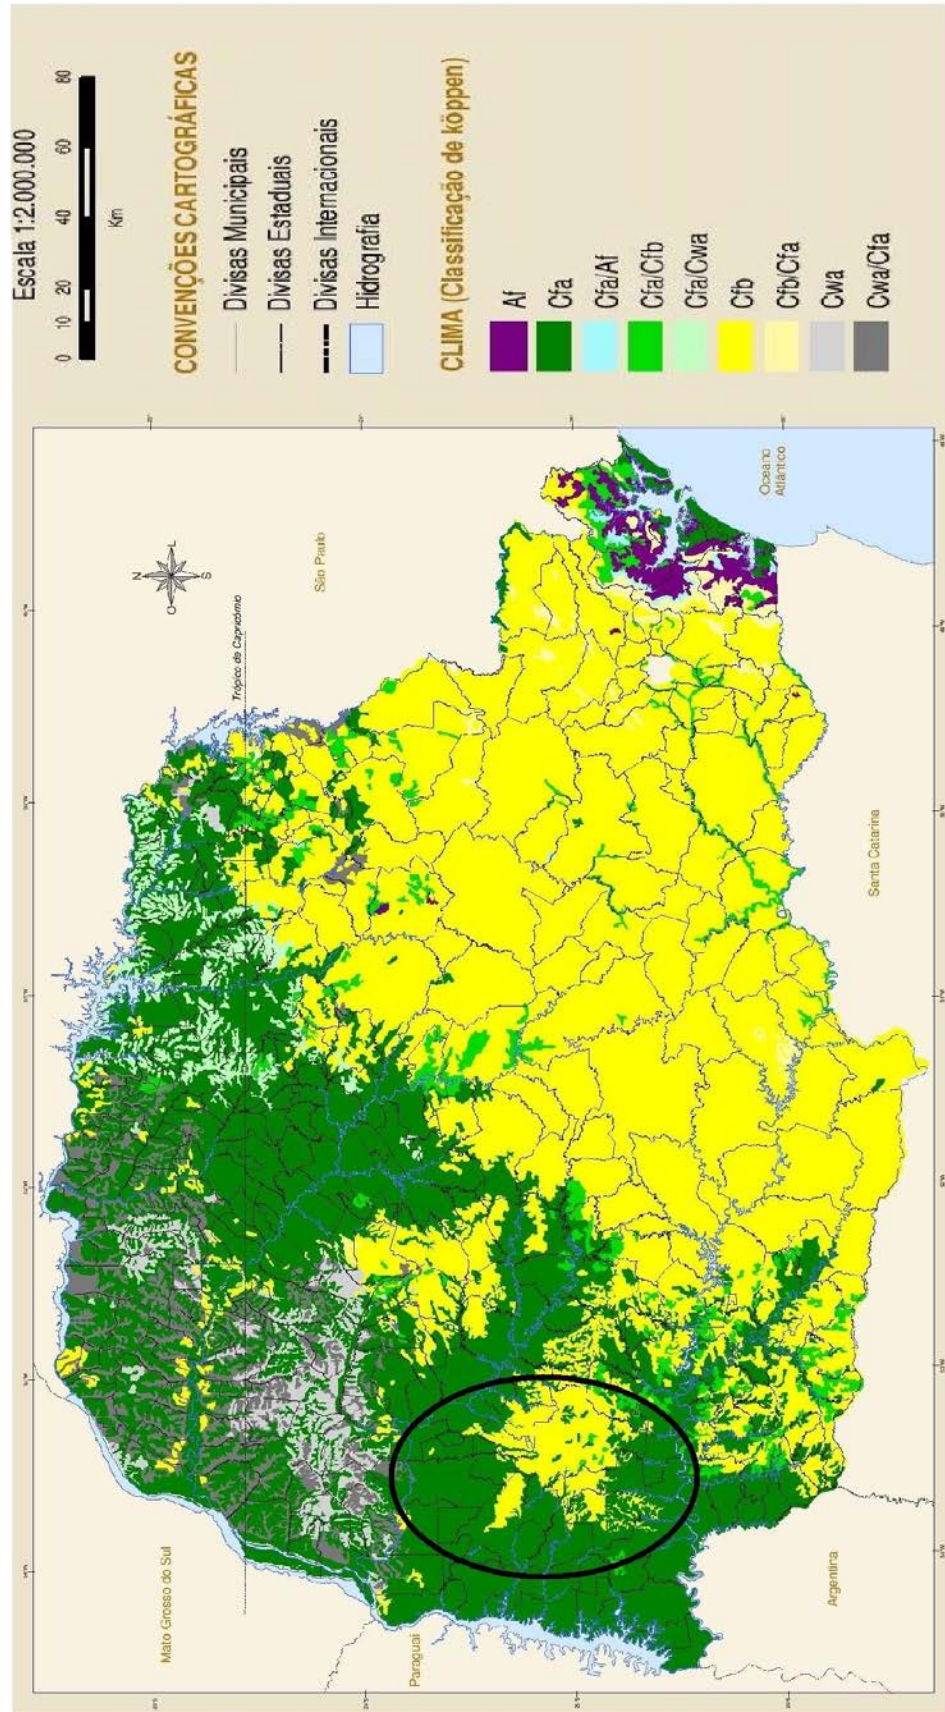 Escala 1:2.000.000
0 10 20 40 60 80
Km
CONVENÇÕES CARTOGRÁFICAS
Divisas Municipais
Divisas Estaduais
Divisas Internacionais
Hidrografia
CLIMA (Classificação de köppen)
Af
Cfa
Cfa/Af
Cfa/Cfb
Cfa/Cwa
Cfb
Cfb/Cfa
Cwa
Cwa/Cfa
N
O
L
S
São Paulo
Trópico de Capricórnio
Oceano
Atlântico
Santa Catarina
Mato Grosso do Sul
Paraguai
Argentina